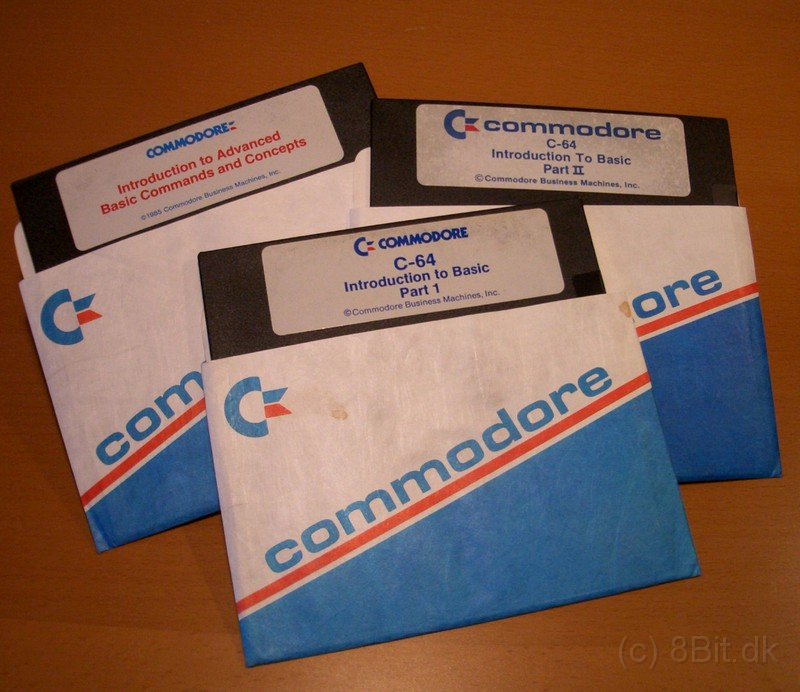 COMMODORE
Introduction to Advanced
Basic Commands and Concepts
©1985 Commodore Business Machines, Inc.
commodore
C-64
Introduction To Basic
Part II
©Commodore Business Machines, Inc.
COMMODORE
C-64
Introduction to Basic
Part 1
©Commodore Business Machines, Inc.
com
ore
commodore
(c) 8Bit.dk